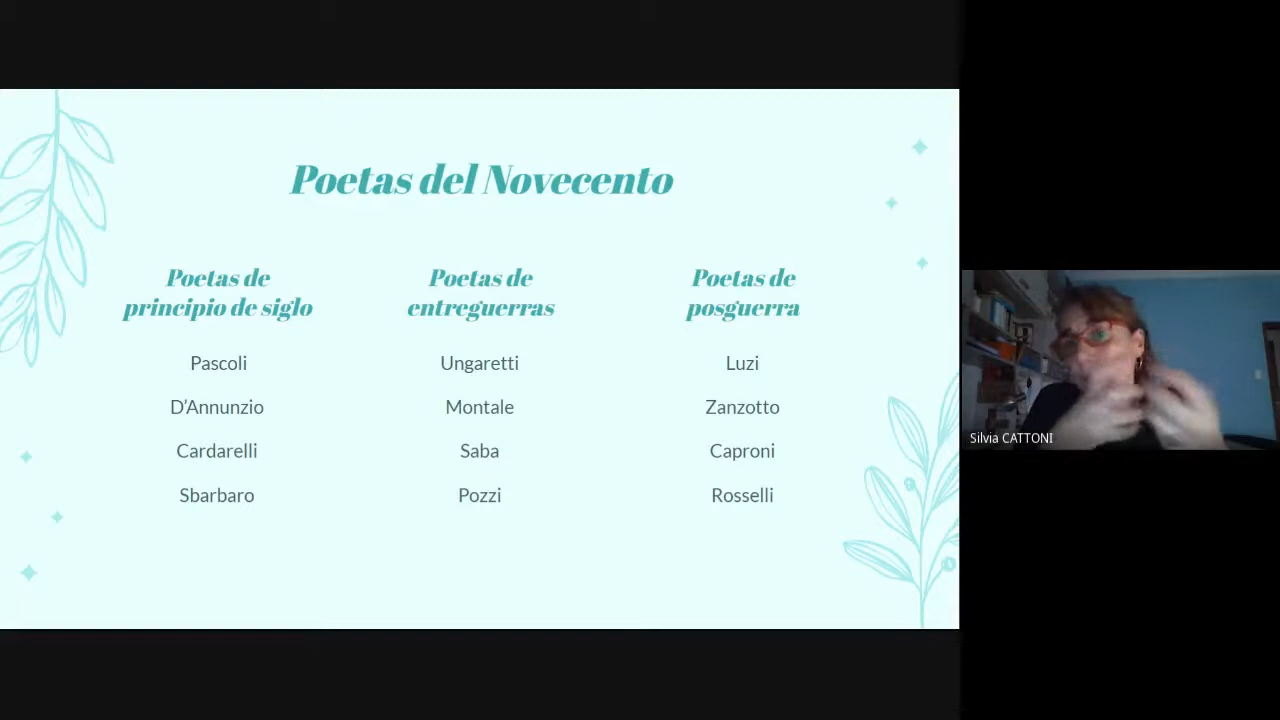 Poetas del Novecento
Poetas de
principio de siglo
Pascoli
D'Annunzio
Cardarelli
Sbarbaro
Poetas de
entreguerras
Ungaretti
Montale
Saba
Pozzi
Poetas de
posguerra
Luzi
Zanzotto
Caproni
Rosselli
Silvia CATTONI